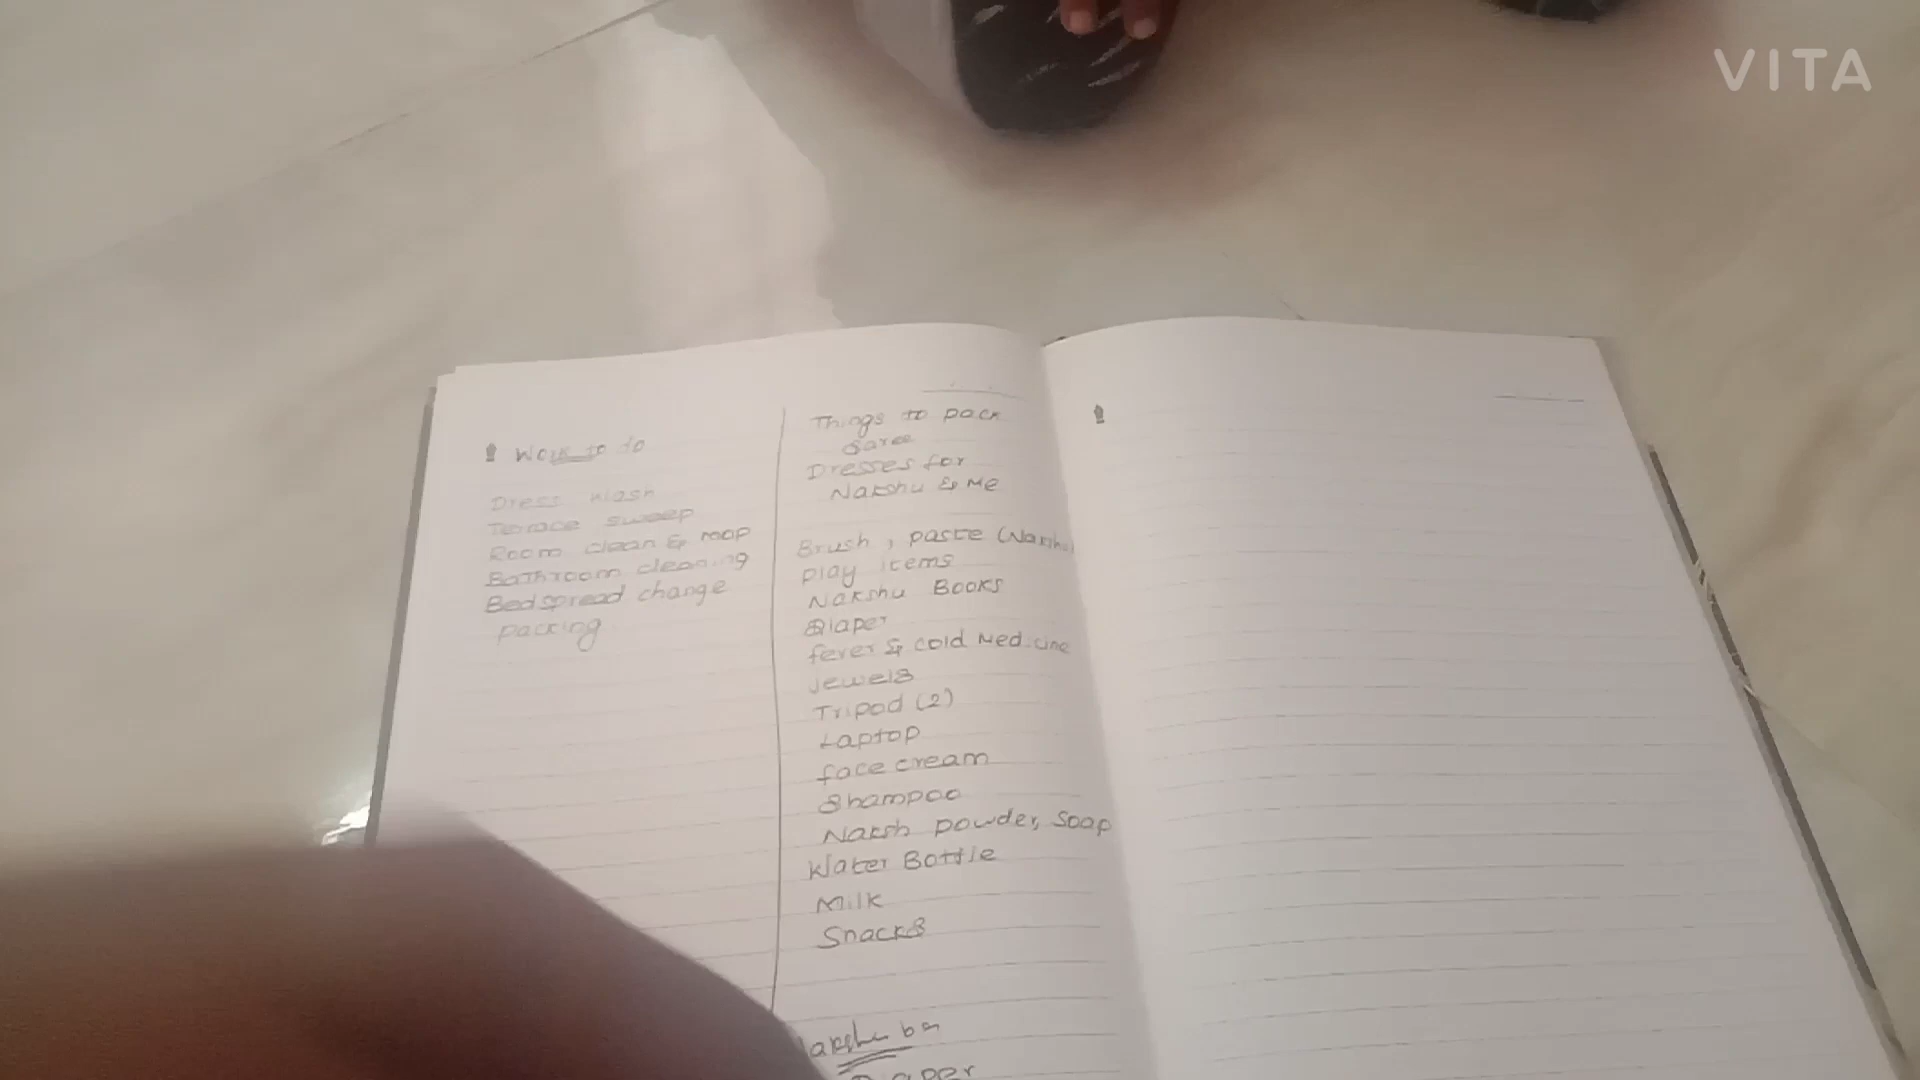 VITA
Work to do
Dress wash
Terrace sweep
Room clean & mop
Bathroom cleaning
Bedspread change
packing
Things to pack
Saree
Dresses for
Nakshu & Me
Brush, paste (Nakshu)
Play items
Nakshu Books
Diaper
fever & cold Medicine
Jewels
Tripod (2)
Laptop
face cream
Shampoo
Naksh powder, Soap
Water Bottle
Milk
Snacks